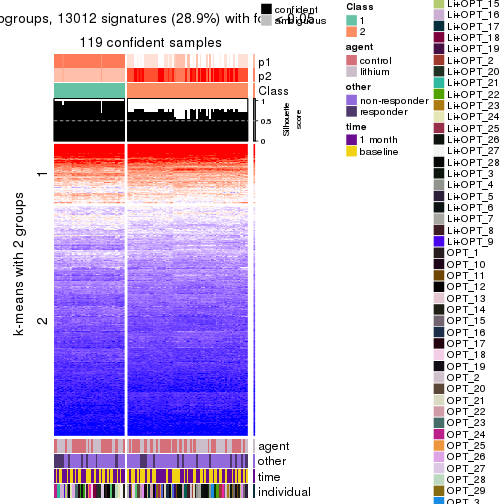 ogroups, 13012 signatures (28.9%) with f
confident
ambiguous
119 confident samples
p1
p2
Class
1
0.5
0
Silhouette
score
k-means with 2 groups
1
2
agent
other
time
individual
Class
1
2
agent
control
lithium
other
non-responder
responder
time
1 month
baseline
Li+OPT_15
Li+OPT_16
Li+OPT_17
Li+OPT_18
Li+OPT_19
Li+OPT_2
Li+OPT_20
Li+OPT_21
Li+OPT_22
Li+OPT_23
Li+OPT_24
Li+OPT_25
Li+OPT_26
Li+OPT_27
Li+OPT_28
Li+OPT_3
Li+OPT_4
Li+OPT_5
Li+OPT_6
Li+OPT_7
Li+OPT_8
Li+OPT_9
OPT_1
OPT_10
OPT_11
OPT_12
OPT_13
OPT_14
OPT_15
OPT_16
OPT_17
OPT_18
OPT_19
OPT_2
OPT_20
OPT_21
OPT_22
OPT_23
OPT_24
OPT_25
OPT_26
OPT_27
OPT_28
OPT_29
OPT_3